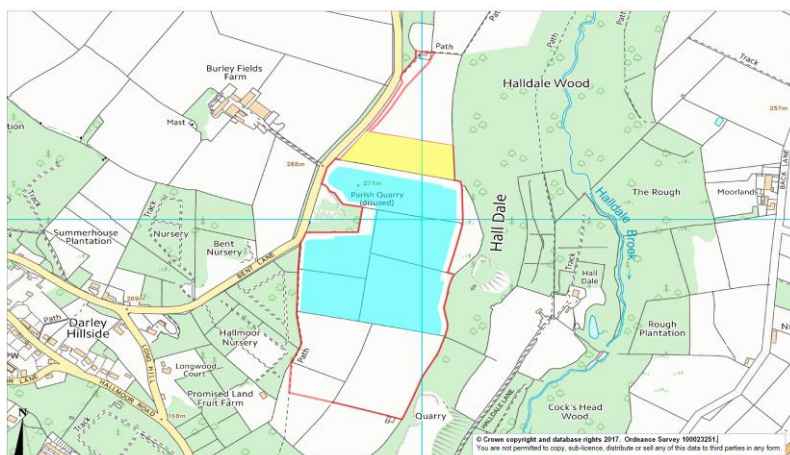 Path
Burley Fields
Farm
Mast
268m
271m
Parish Quarry
(disused)
Track
Nursery
Summerhouse
Plantation
Bent
Nursery
BENT LANE
269m
Path
Darley
Hillside
LONG HILL
Hallmoor
Nursery
Longwood
Court
HALLMOOR ROAD
Promised Land
Fruit Farm
168m
Track
N
Path
Quarry
Hall Dale
Path
Halldale Wood
Path
Track
257m
BACK LANE
The Rough
Moorlands
Halldale Brook
Track
Hall
Dale
Rough
Plantation
HALLDALE LANE
Cock's Head
Wood
© Crown copyright and database rights 2017. Ordnance Survey 100023251.
You are not permitted to copy, sub-licence, distribute or sell any of this data to third parties in any form.